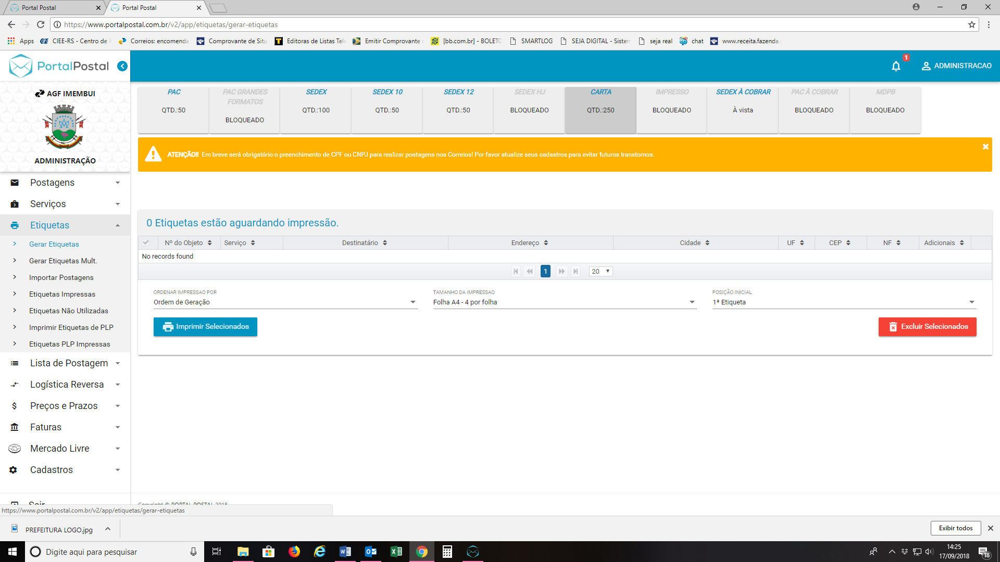 Portal Postal
Portal Postal
https://www.portalpostal.com.br/v2/app/etiquetas/gerar-etiquetas
Apps
CIEE-RS - Centro de
Correios: encomenda
Comprovante de Situ
Editoras de Listas Tele
Emitir Comprovante
[bb.com.br] - BOLETO
SMARTLOG
SEJA DIGITAL - Sistem
seja real
chat
www.receita.fazenda.
PortalPostal
1
ADMINISTRACAO
AGF IMEMBUI
ADMINISTRAÇÃO
Postagens
Serviços
Etiquetas
Gerar Etiquetas
Gerar Etiquetas Mult.
Importar Postagens
Etiquetas Impressas
Etiquetas Não Utilizadas
Imprimir Etiquetas de PLP
Etiquetas PLP Impressas
Lista de Postagem
Logística Reversa
Preços e Prazos
Faturas
Mercado Livre
Cadastros
Sair
PAC
QTD.:50
PAC GRANDES
FORMATOS
BLOQUEADO
SEDEX
QTD.:100
SEDEX 10
QTD.:50
SEDEX 12
QTD.:50
SEDEX HJ
BLOQUEADO
CARTA
QTD.:250
IMPRESSO
BLOQUEADO
SEDEX À COBRAR
À vista
PAC À COBRAR
BLOQUEADO
MDPB
BLOQUEADO
ATENÇÃO!! Em breve será obrigatório o preenchimento de CPF ou CNPJ para realizar postagens nos Correios! Por favor atualize seus cadastros para evitar futuros transtornos.
0 Etiquetas estão aguardando impressão.
Nº do Objeto Serviço Destinatário Endereço Cidade UF CEP NF Adicionais
No records found
1 20
ORDENAR IMPRESSAO POR
Ordem de Geração
TAMANHO DA IMPRESSAO
Folha A4 - 4 por folha
POSIÇÃO INICIAL
1ª Etiqueta
Imprimir Selecionados
Excluir Selecionados
Copyright © PORTAL POSTAL 2018
https://www.portalpostal.com.br/v2/app/etiquetas/gerar-etiquetas
PREFEITURA LOGO.jpg
Exibir todos
Digite aqui para pesquisar
14:25
17/09/2018
18